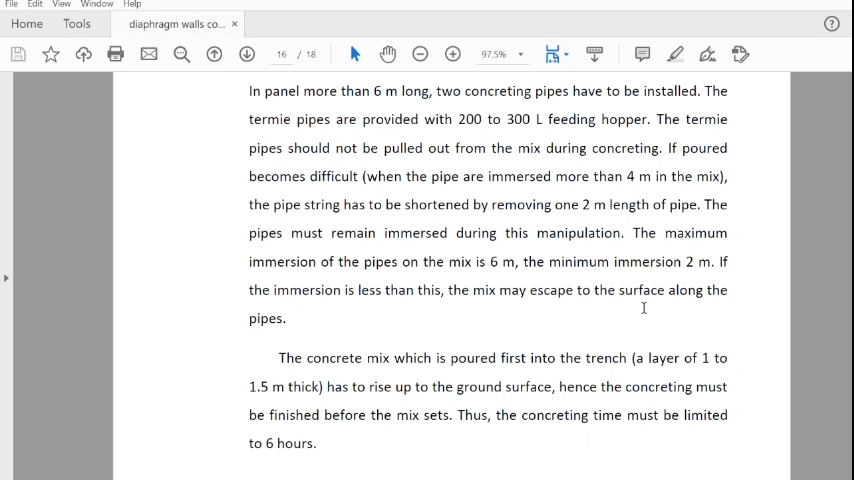 File Edit View Window Help
Home Tools diaphragm walls co... ×
16 / 18 97.5%
In panel more than 6 m long, two concreting pipes have to be installed. The
termie pipes are provided with 200 to 300 L feeding hopper. The termie
pipes should not be pulled out from the mix during concreting. If poured
becomes difficult (when the pipe are immersed more than 4 m in the mix),
the pipe string has to be shortened by removing one 2 m length of pipe. The
pipes must remain immersed during this manipulation. The maximum
immersion of the pipes on the mix is 6 m, the minimum immersion 2 m. If
the immersion is less than this, the mix may escape to the surface along the
pipes.
The concrete mix which is poured first into the trench (a layer of 1 to
1.5 m thick) has to rise up to the ground surface, hence the concreting must
be finished before the mix sets. Thus, the concreting time must be limited
to 6 hours.